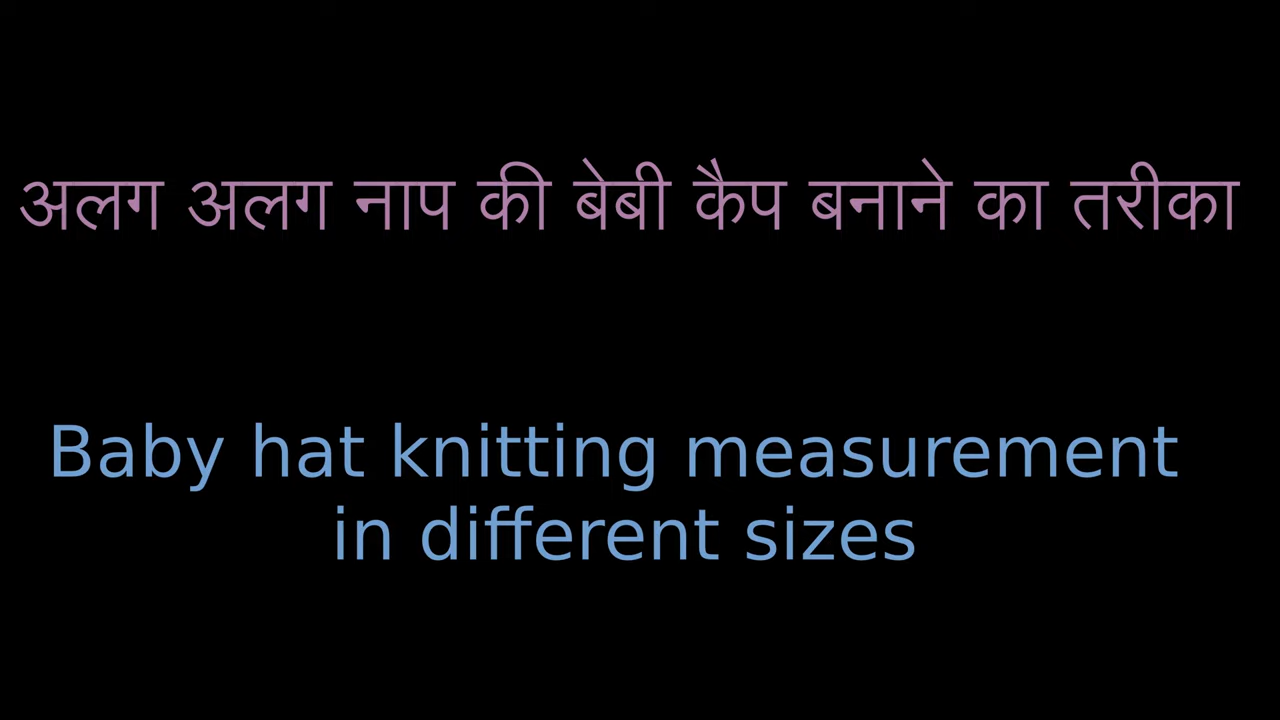 अलग अलग नाप की बेबी कैप बनाने का तरीका
Baby hat knitting measurement
in different sizes